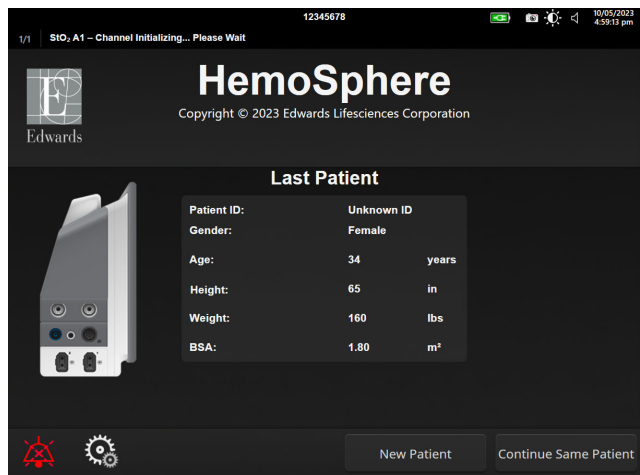 12345678
10/05/2023
4:59:13 pm
1/1 StO₂ A1 – Channel Initializing... Please Wait
HemoSphere
Copyright © 2023 Edwards Lifesciences Corporation
E
Edwards
Last Patient
Patient ID: Unknown ID
Gender: Female
Age: 34 years
Height: 65 in
Weight: 160 lbs
BSA: 1.80 m²
New Patient
Continue Same Patient